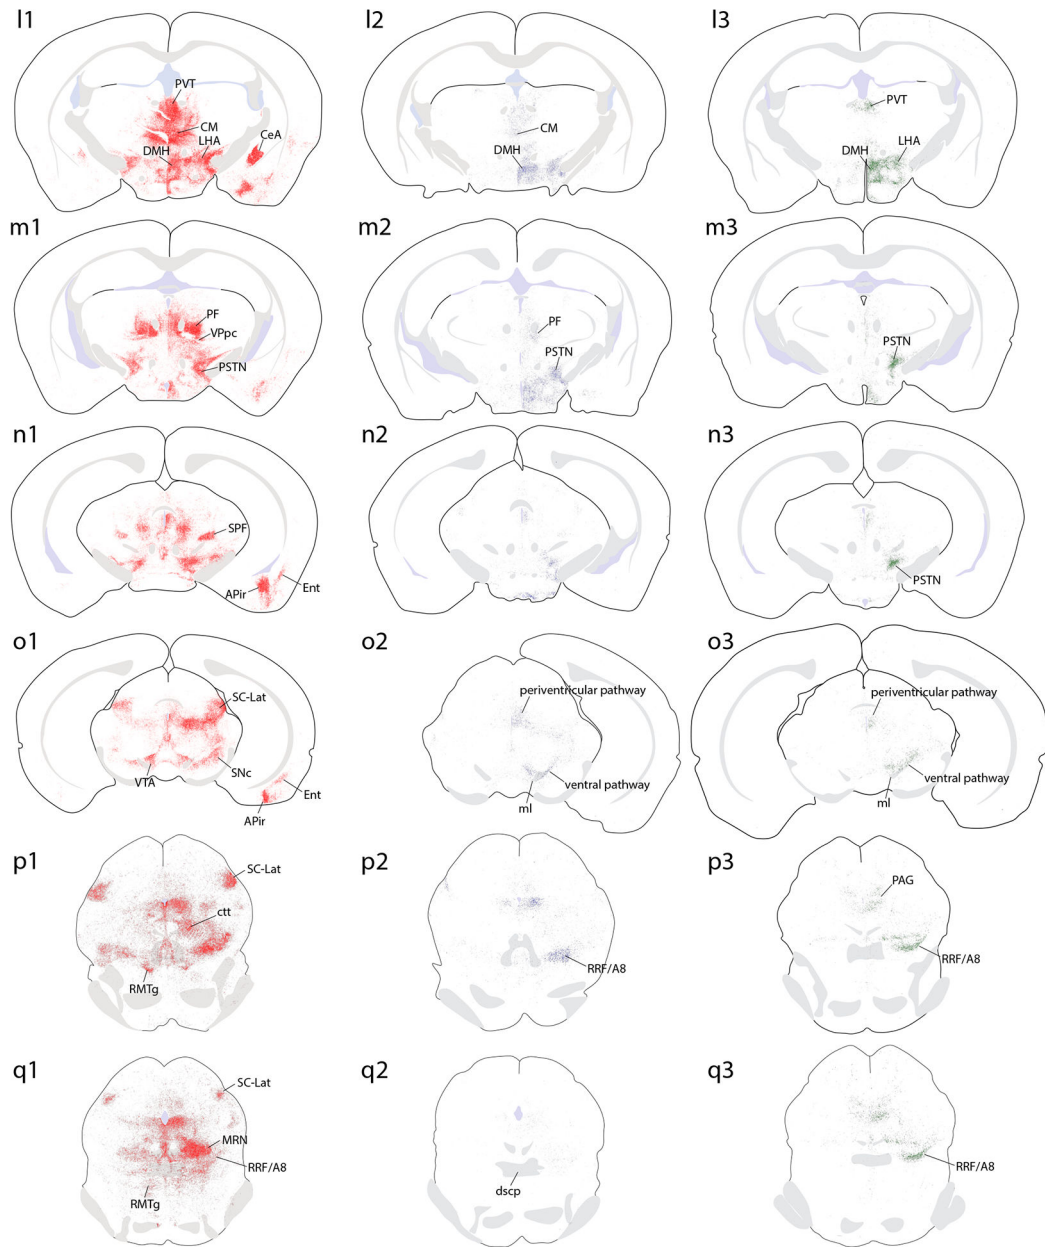 l1
PVT
CM
LHA
CeA
DMH
l2
CM
DMH
l3
PVT
DMH
LHA
m1
PF
VPpc
PSTN
m2
PF
PSTN
m3
PSTN
n1
SPF
APir
Ent
n2
n3
PSTN
o1
SC-Lat
VTA
SNc
Ent
APir
o2
periventricular pathway
ventral pathway
ml
o3
periventricular pathway
ventral pathway
ml
p1
SC-Lat
ctt
RMTg
p2
RRF/A8
p3
PAG
RRF/A8
q1
SC-Lat
MRN
RRF/A8
RMTg
q2
dscp
q3
RRF/A8